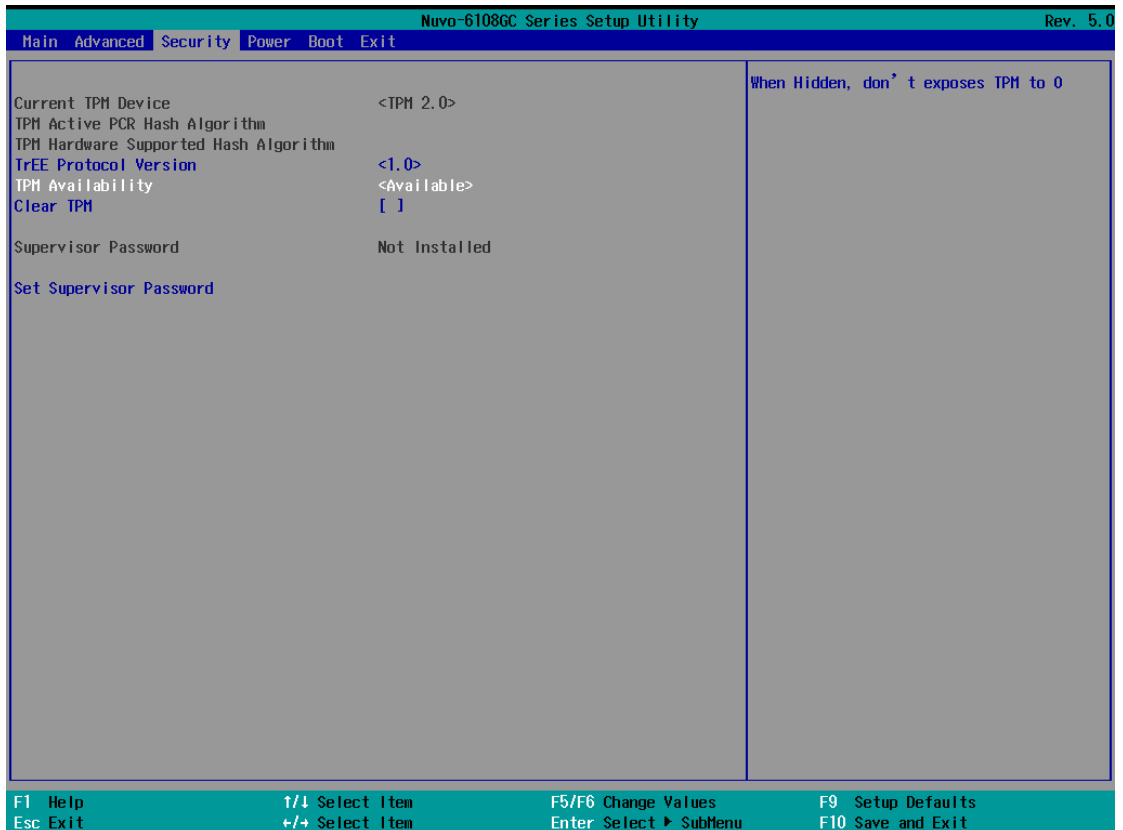 Nuvo-6108GC Series Setup Utility Rev. 5.0
Main Advanced Security Power Boot Exit
When Hidden, don't exposes TPM to 0
Current TPM Device <TPM 2.0>
TPM Active PCR Hash Algorithm
TPM Hardware Supported Hash Algorithm
TrEE Protocol Version <1.0>
TPM Availability <Available>
Clear TPM [ ]
Supervisor Password Not Installed
Set Supervisor Password
F1 Help ↑/↓ Select Item F5/F6 Change Values F9 Setup Defaults
Esc Exit ←/→ Select Item Enter Select ▶ SubMenu F10 Save and Exit